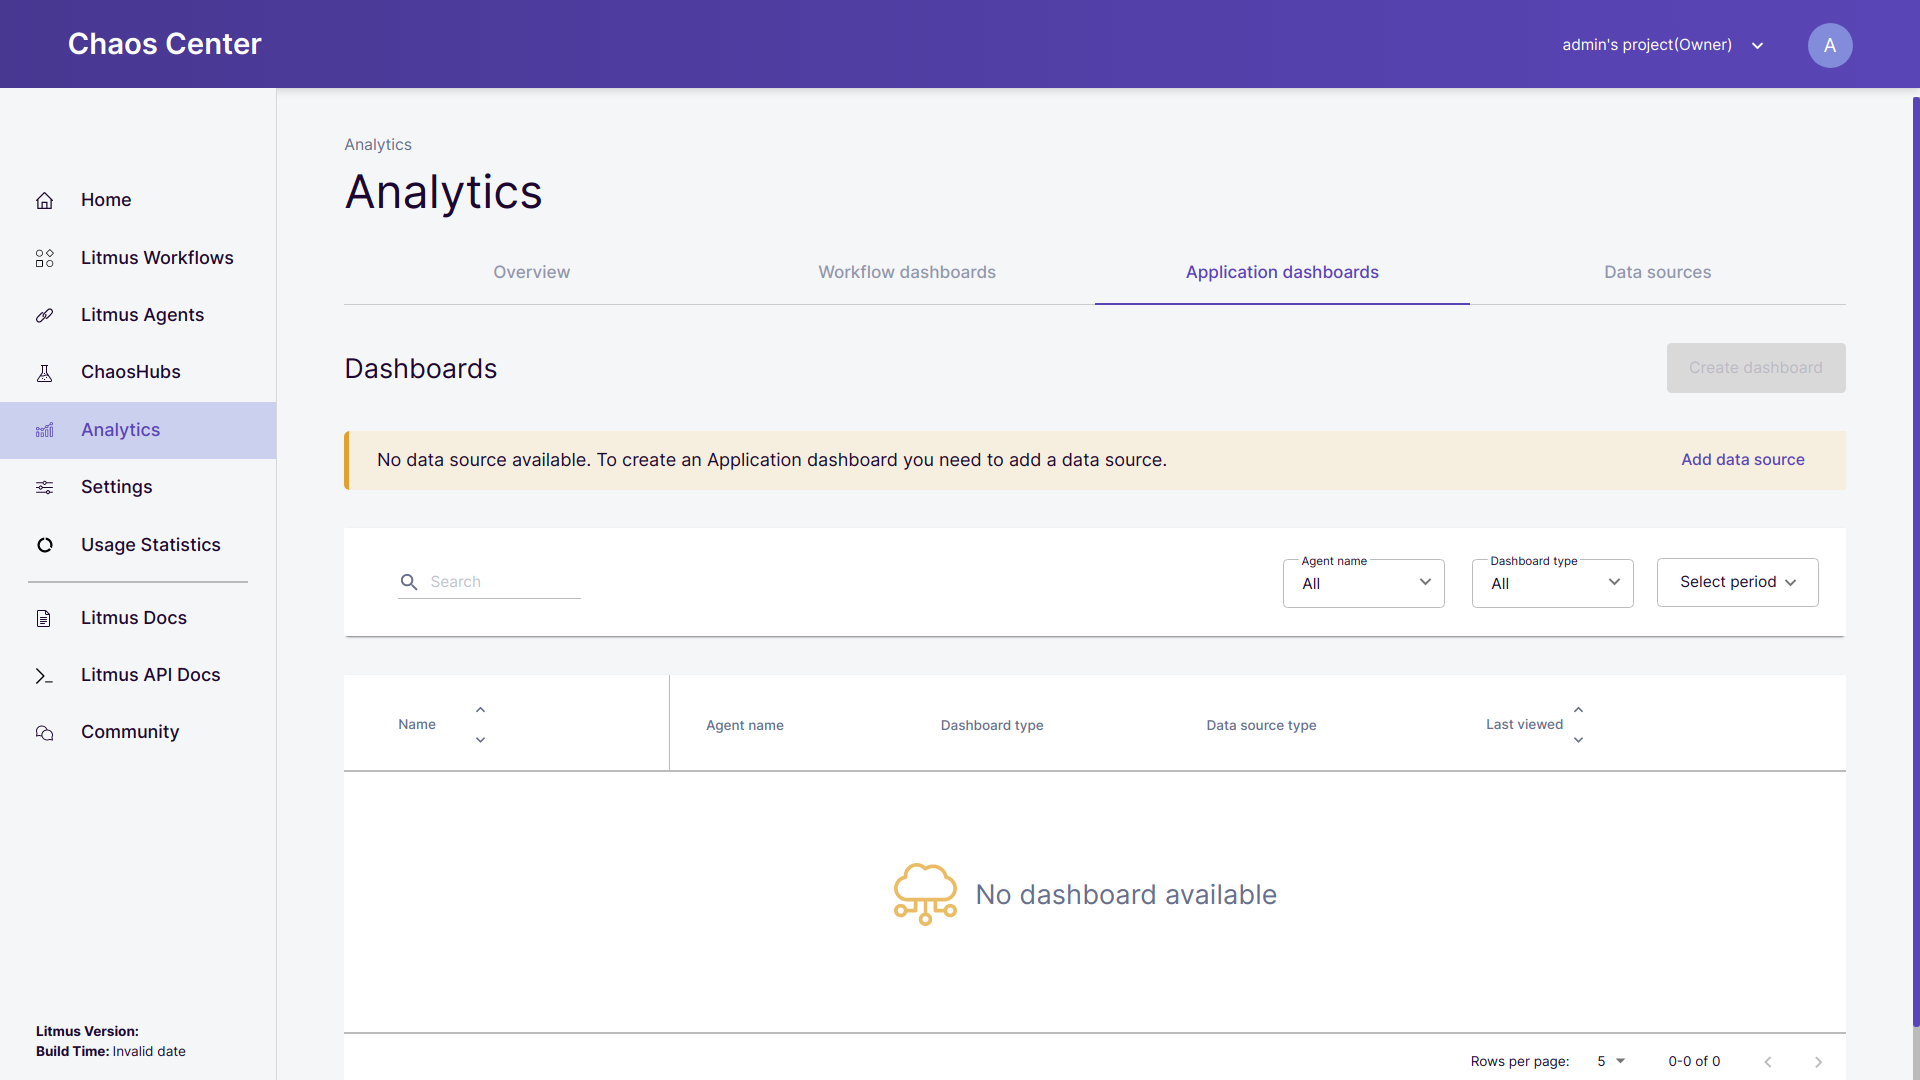 Chaos Center
admin's project(Owner)
A
Home
Litmus Workflows
Litmus Agents
ChaosHubs
Analytics
Settings
Usage Statistics
Litmus Docs
Litmus API Docs
Community
Litmus Version:
Build Time: Invalid date
Analytics
Analytics
Overview
Workflow dashboards
Application dashboards
Data sources
Dashboards
Create dashboard
No data source available. To create an Application dashboard you need to add a data source.
Add data source
Search
Agent name
All
Dashboard type
All
Select period
Name
Agent name
Dashboard type
Data source type
Last viewed
No dashboard available
Rows per page: 5
0-0 of 0